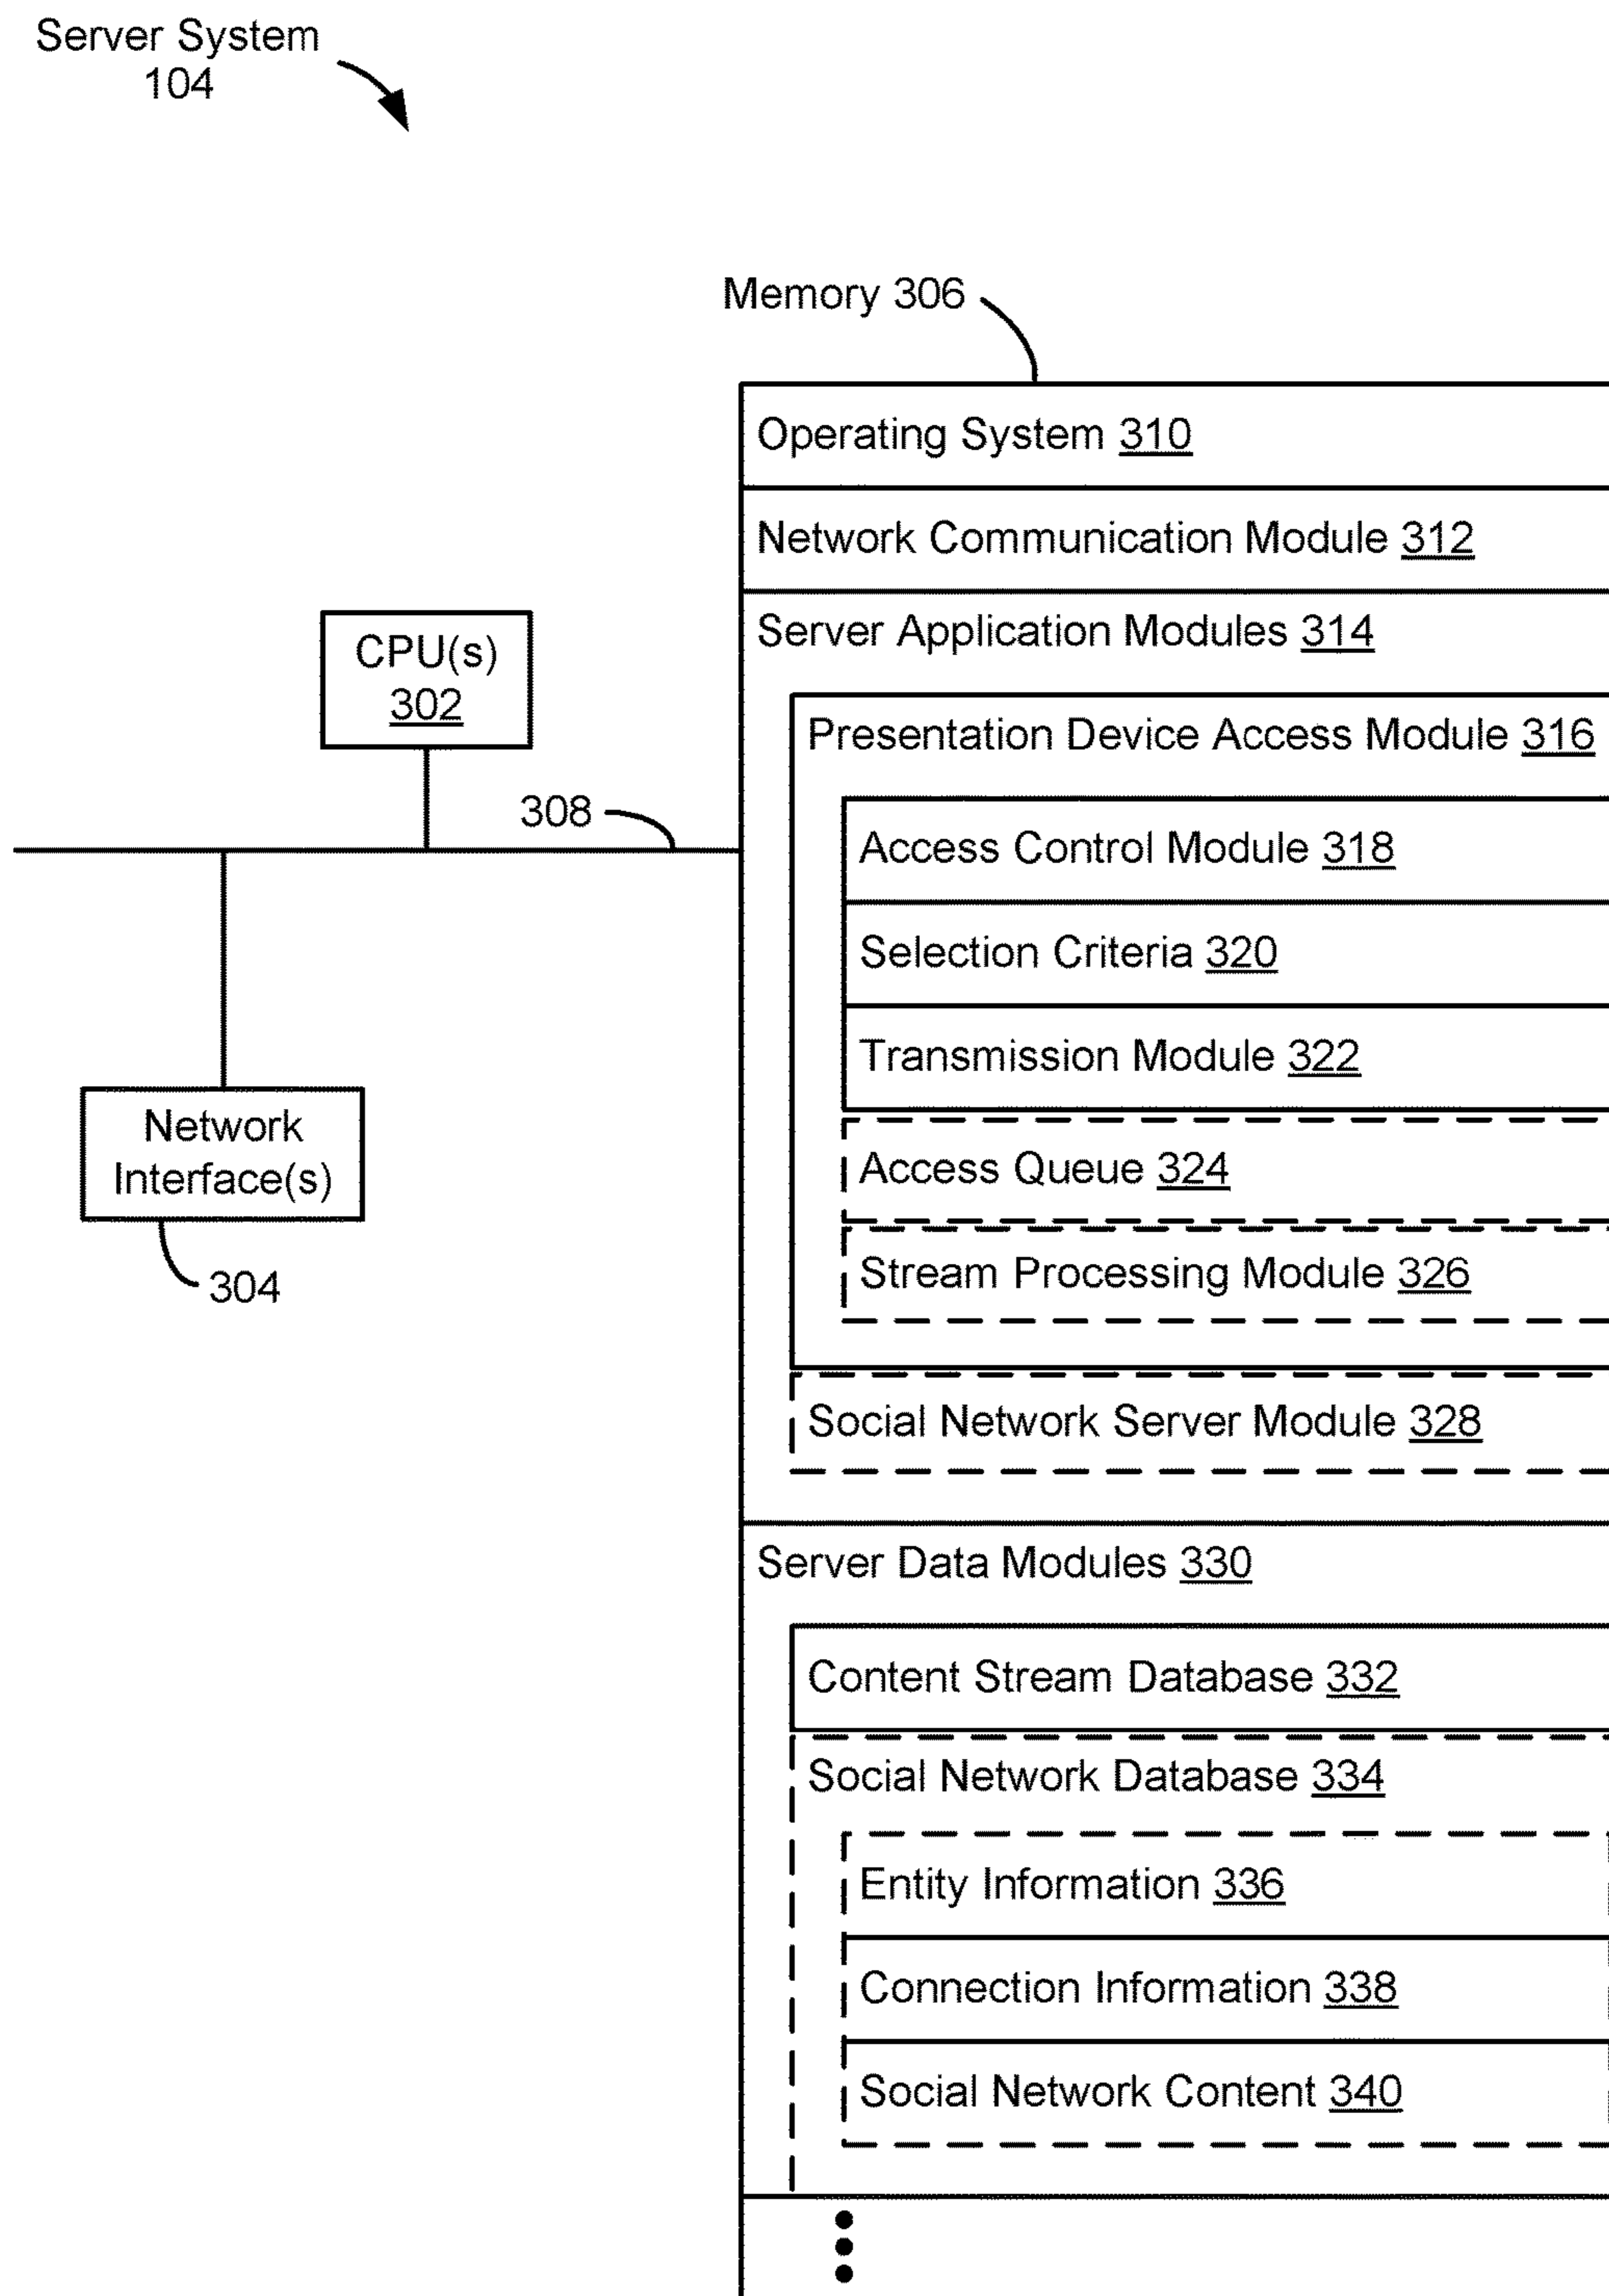 Server System
104
Memory 306
Operating System 310
Network Communication Module 312
Server Application Modules 314
CPU(s)
302
Presentation Device Access Module 316
308
Access Control Module 318
Selection Criteria 320
Transmission Module 322
Network
Interface(s)
304
Access Queue 324
Stream Processing Module 326
Social Network Server Module 328
Server Data Modules 330
Content Stream Database 332
Social Network Database 334
Entity Information 336
Connection Information 338
Social Network Content 340